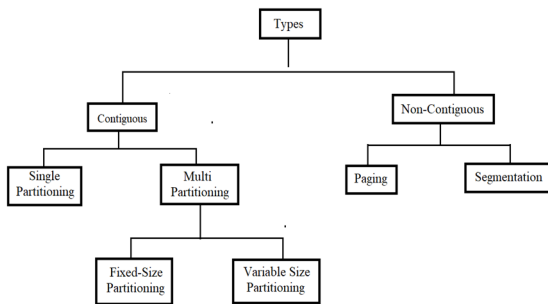 Types
Contiguous
Non-Contiguous
Single
Partitioning
Multi
Partitioning
Paging
Segmentation
Fixed-Size
Partitioning
Variable Size
Partitioning